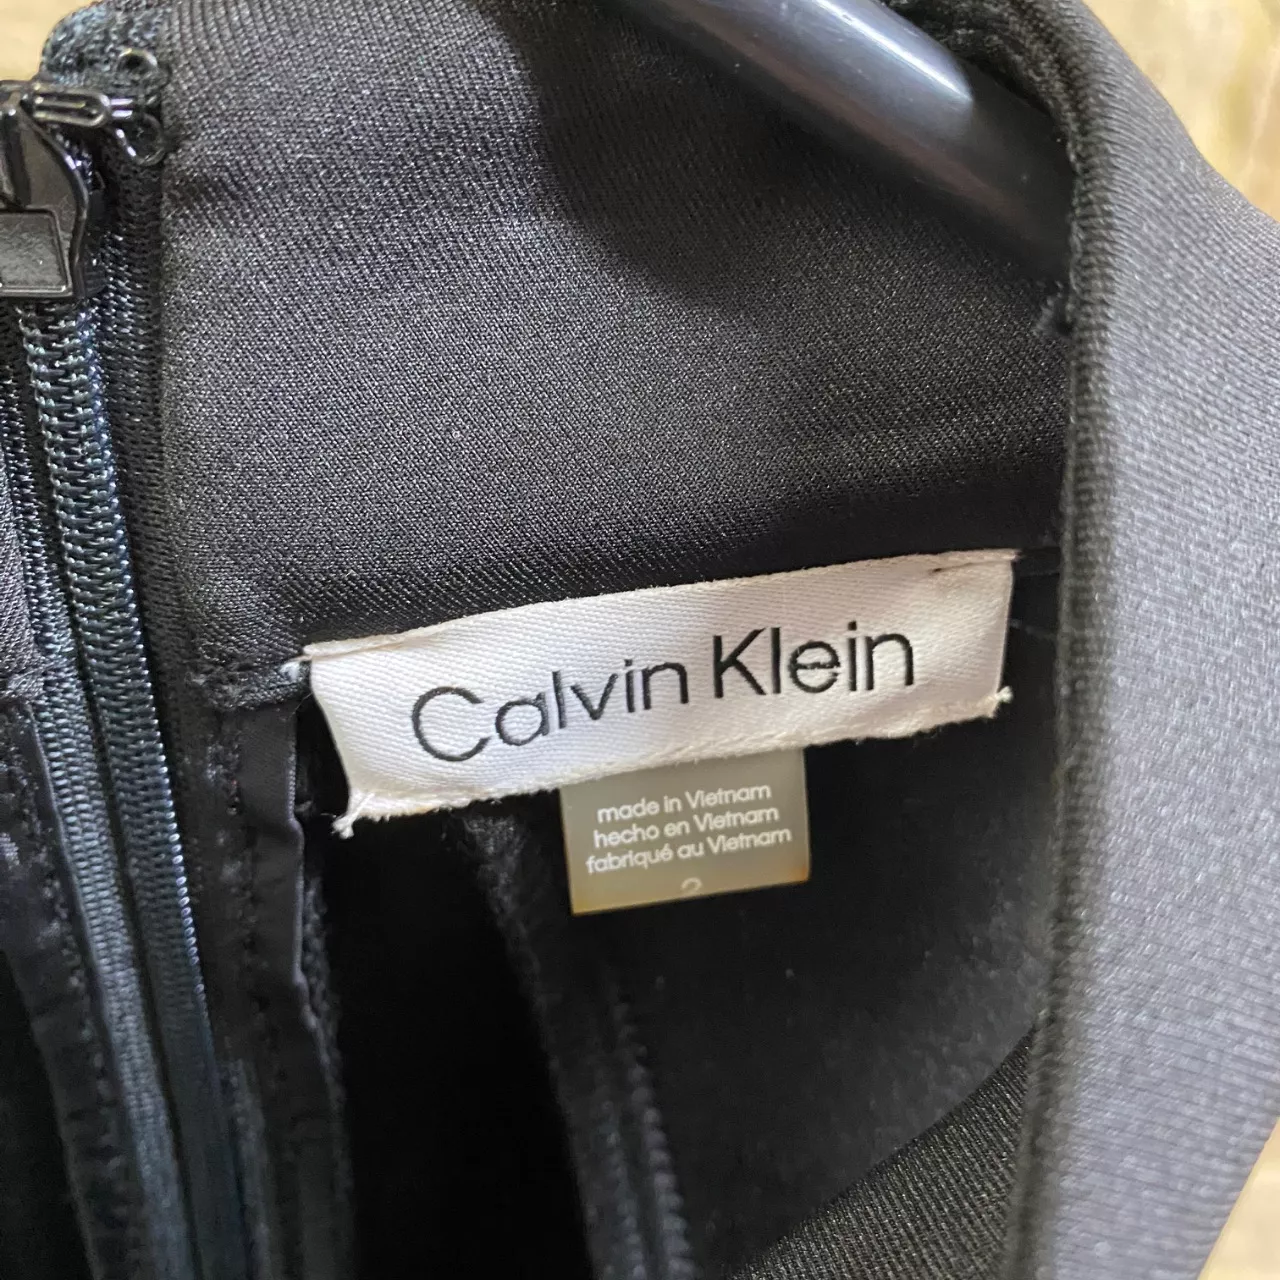 Calvin Klein
made in Vietnam
hecho en Vietnam
fabriqué au Vietnam